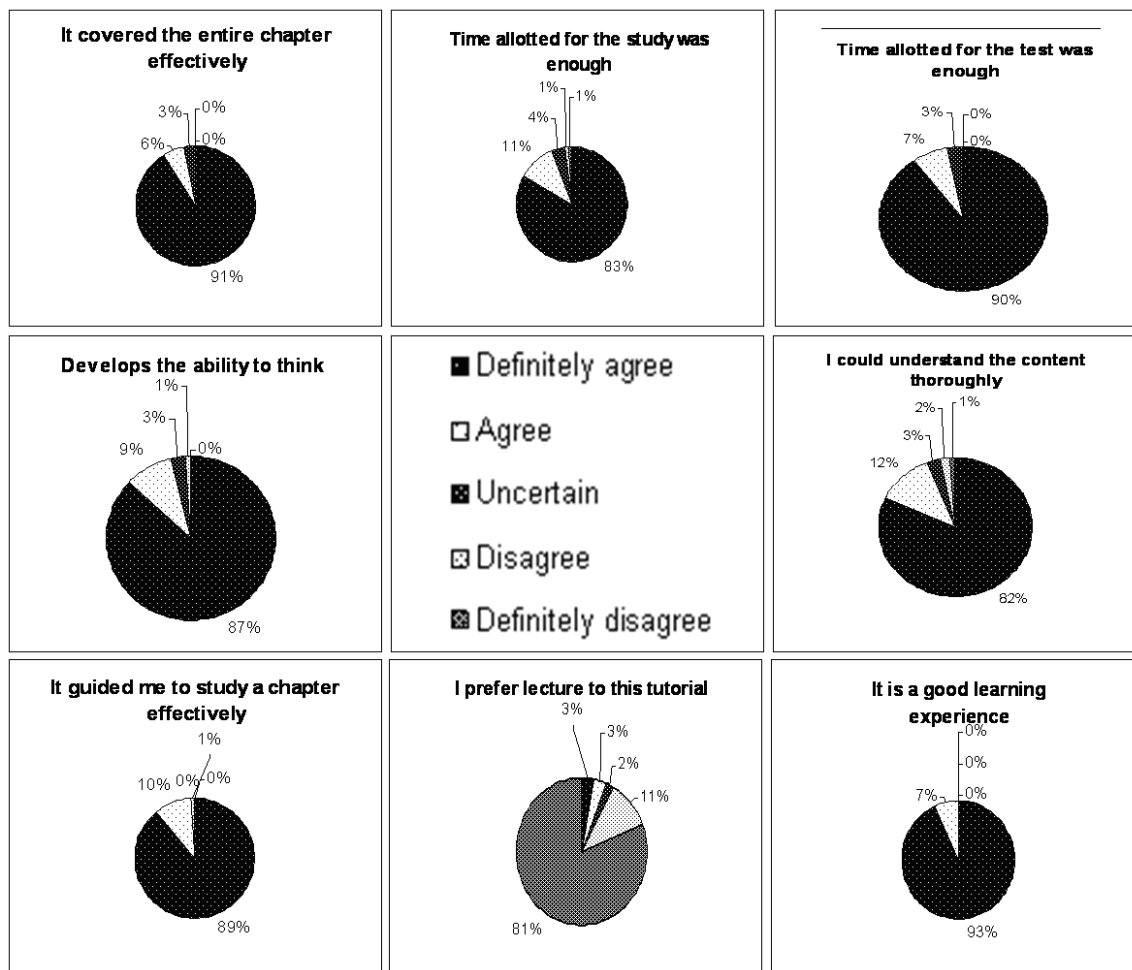 It covered the entire chapter
effectively
0%
3%
0%
6%
91%
Time allotted for the study was
enough
1%
1%
4%
11%
83%
Time allotted for the test was
enough
3%
0%
7%
0%
90%
Develops the ability to think
1%
3%
9%
0%
87%
Definitely agree
Agree
Uncertain
Disagree
Definitely disagree
I could understand the content
thoroughly
2%
1%
3%
12%
82%
It guided me to study a chapter
effectively
1%
10%
0%
0%
89%
I prefer lecture to this tutorial
3%
3%
2%
11%
81%
It is a good learning
experience
0%
0%
7%
0%
93%